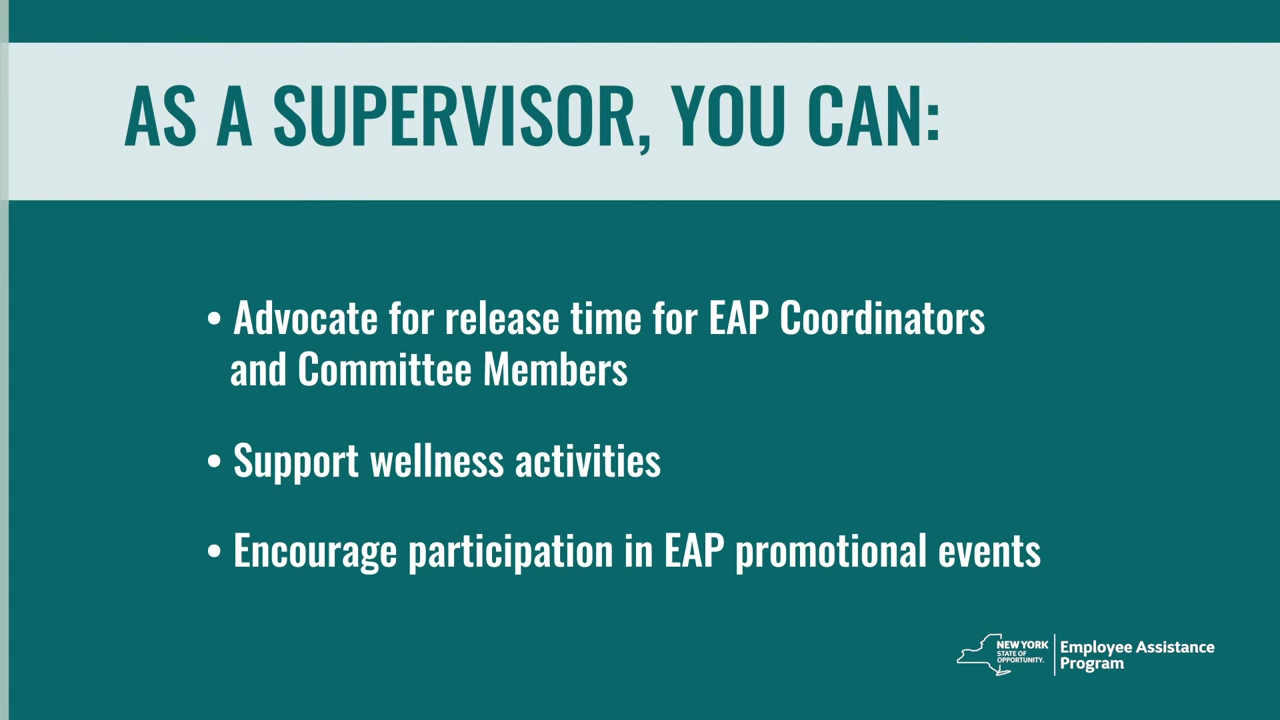 AS A SUPERVISOR, YOU CAN:
• Advocate for release time for EAP Coordinators
and Committee Members
• Support wellness activities
• Encourage participation in EAP promotional events
NEW YORK
STATE OF
OPPORTUNITY.
Employee Assistance
Program